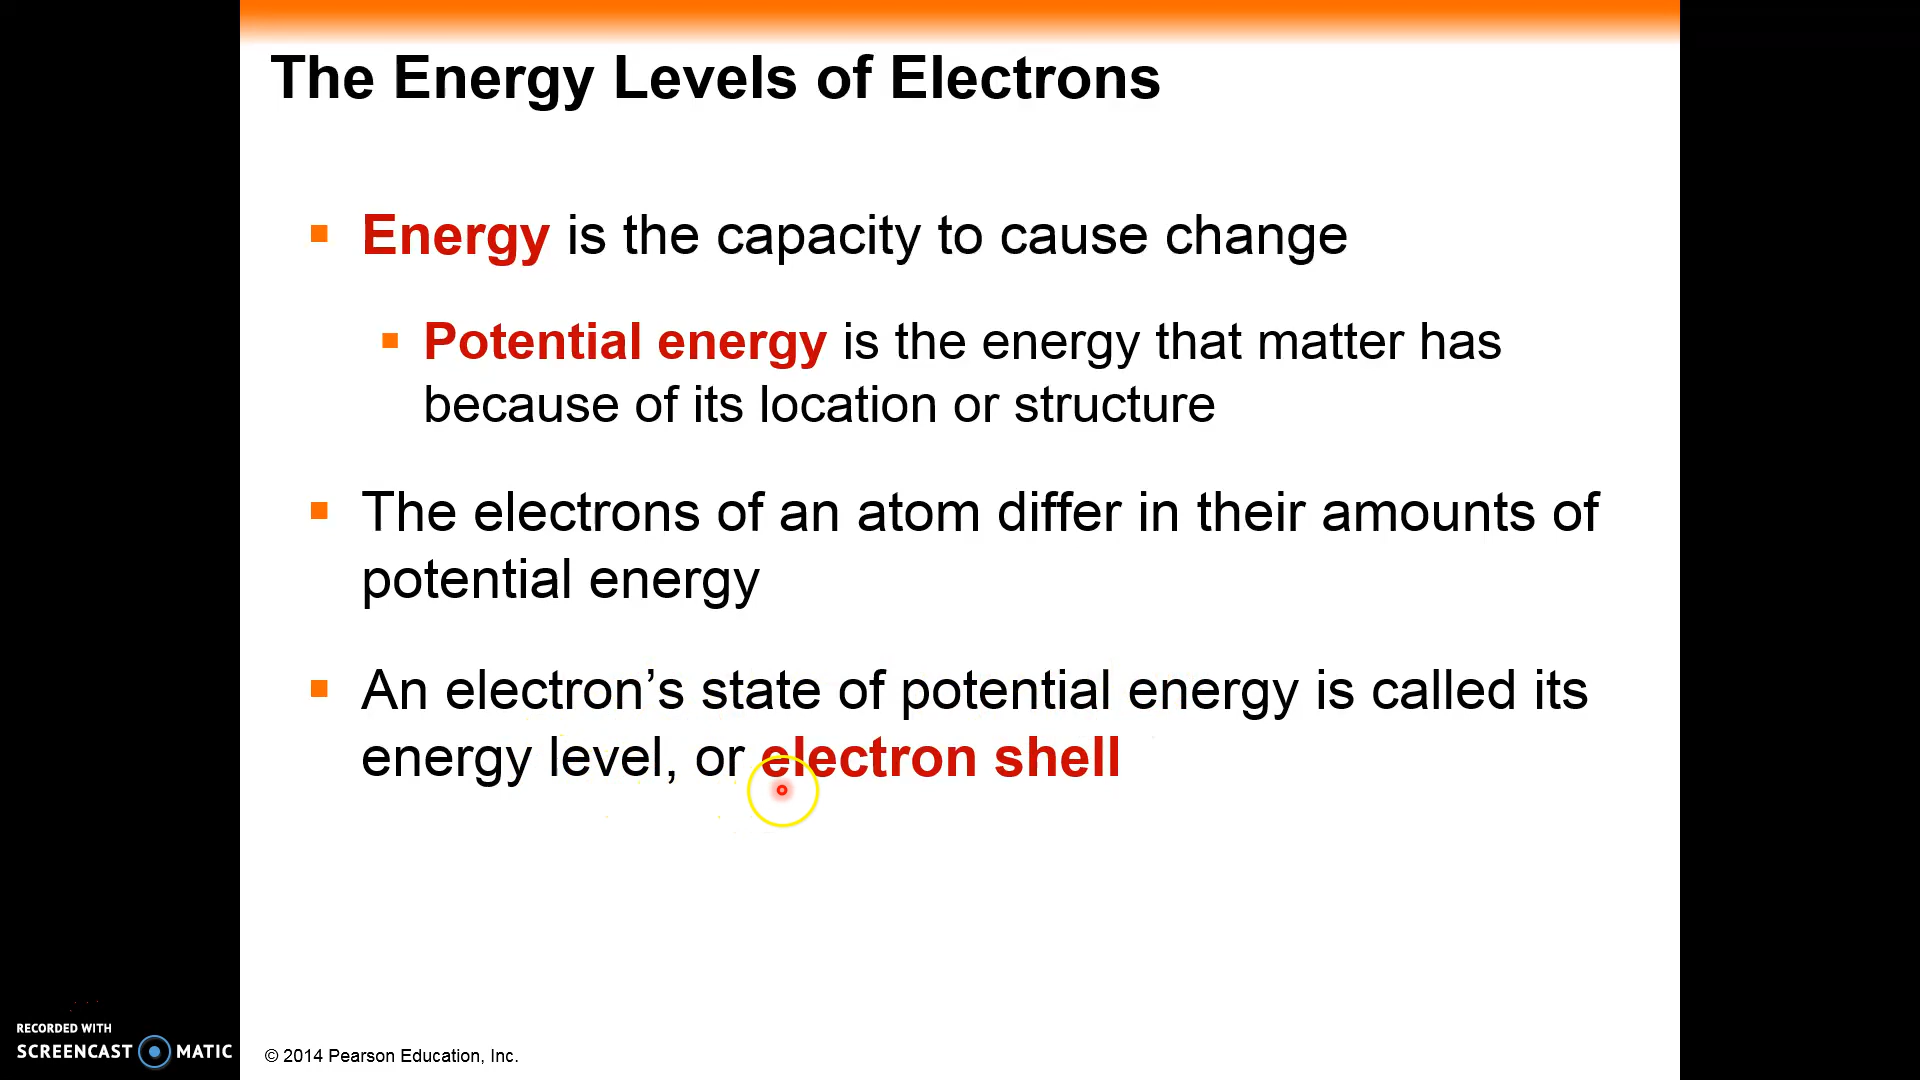 The Energy Levels of Electrons
Energy is the capacity to cause change
Potential energy is the energy that matter has
because of its location or structure
The electrons of an atom differ in their amounts of
potential energy
An electron’s state of potential energy is called its
energy level, or electron shell
RECORDED WITH
SCREENCAST MATIC
© 2014 Pearson Education, Inc.